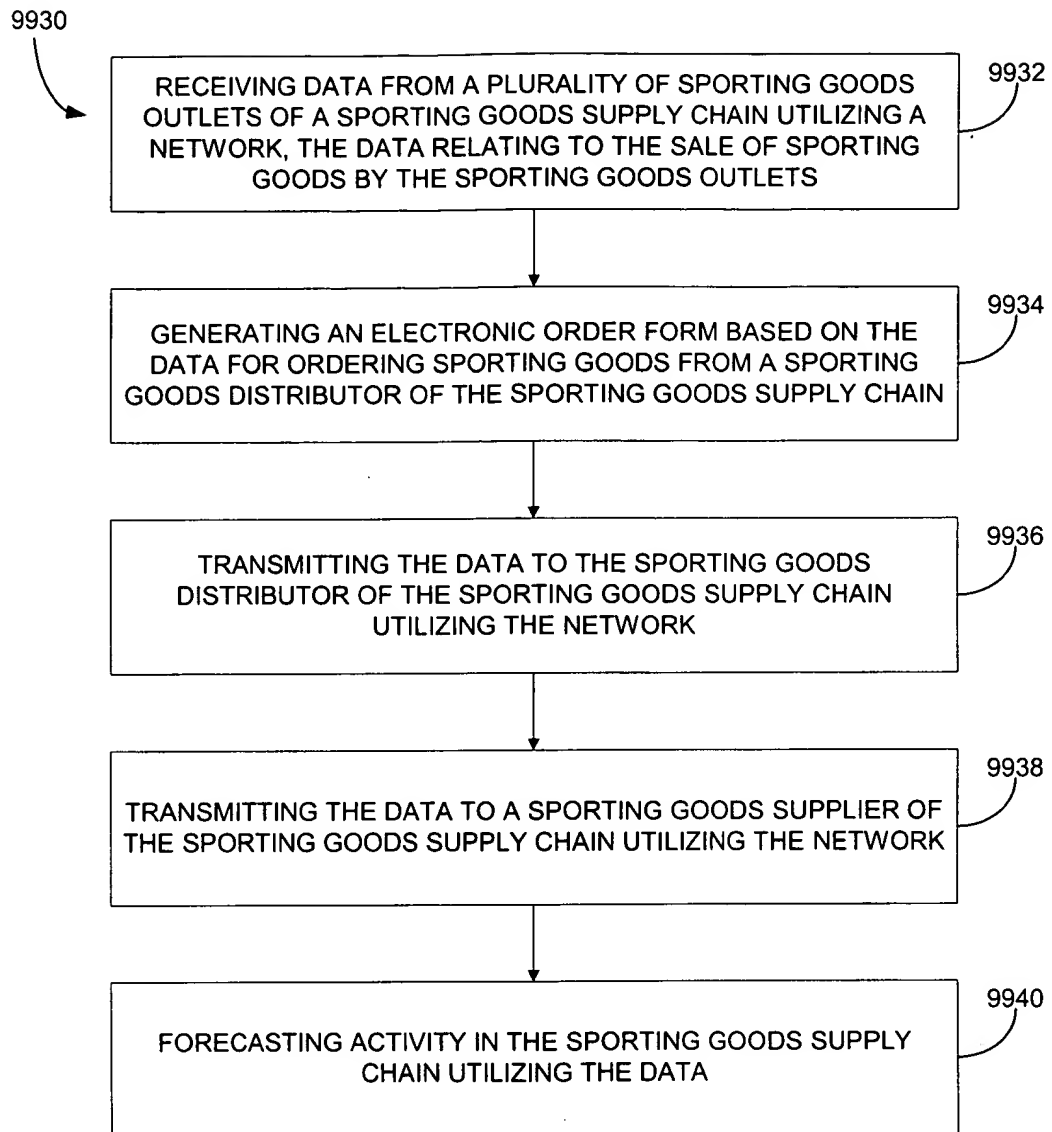 9930
9932
RECEIVING DATA FROM A PLURALITY OF SPORTING GOODS
OUTLETS OF A SPORTING GOODS SUPPLY CHAIN UTILIZING A
NETWORK, THE DATA RELATING TO THE SALE OF SPORTING
GOODS BY THE SPORTING GOODS OUTLETS
9934
GENERATING AN ELECTRONIC ORDER FORM BASED ON THE
DATA FOR ORDERING SPORTING GOODS FROM A SPORTING
GOODS DISTRIBUTOR OF THE SPORTING GOODS SUPPLY CHAIN
9936
TRANSMITTING THE DATA TO THE SPORTING GOODS
DISTRIBUTOR OF THE SPORTING GOODS SUPPLY CHAIN
UTILIZING THE NETWORK
9938
TRANSMITTING THE DATA TO A SPORTING GOODS SUPPLIER OF
THE SPORTING GOODS SUPPLY CHAIN UTILIZING THE NETWORK
9940
FORECASTING ACTIVITY IN THE SPORTING GOODS SUPPLY
CHAIN UTILIZING THE DATA